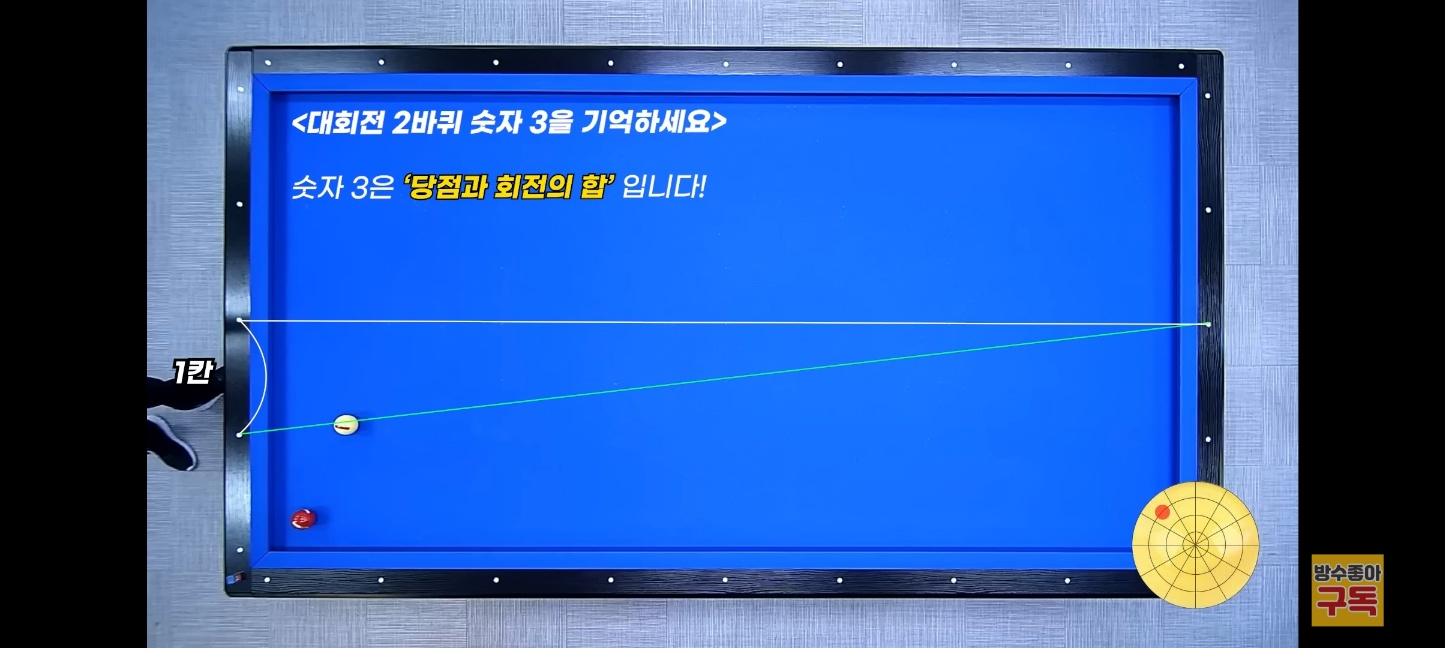 <대회전 2바퀴 숫자 3을 기억하세요>
숫자 3은 ‘당점과 회전의 합’ 입니다!
1칸
방수좋아
구독